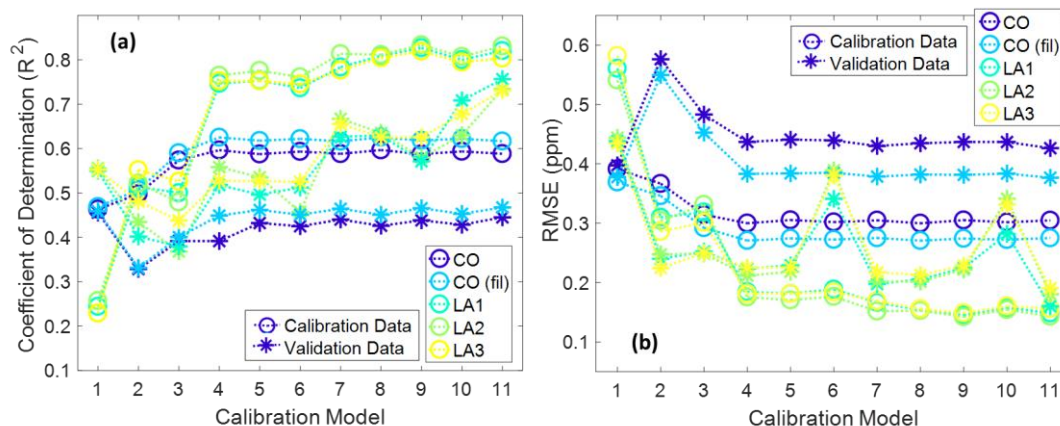 (a)
Coefficient of Determination (R²)
0.8
0.7
0.6
0.5
0.4
0.3
0.2
0.1
1 2 3 4 5 6 7 8 9 10 11
Calibration Model
Calibration Data
Validation Data
CO
CO (fil)
LA1
LA2
LA3
(b)
RMSE (ppm)
0.6
0.5
0.4
0.3
0.2
0.1
1 2 3 4 5 6 7 8 9 10 11
Calibration Model
Calibration Data
Validation Data
CO
CO (fil)
LA1
LA2
LA3